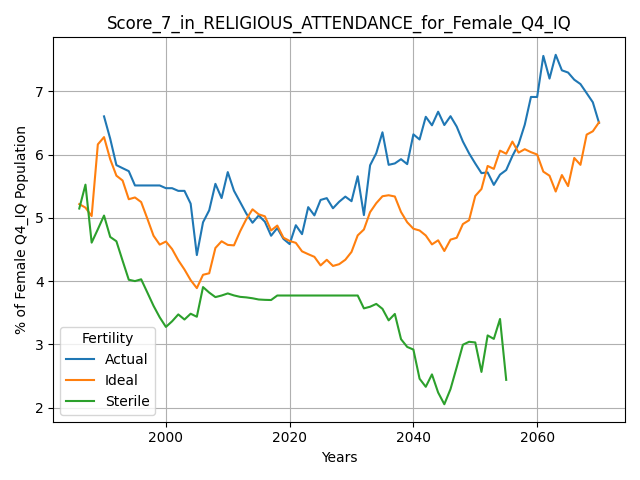 Score_7_in_RELIGIOUS_ATTENDANCE_for_Female_Q4_IQ
% of Female Q4_IQ Population
7
6
5
4
3
2
Fertility
Actual
Ideal
Sterile
2000
2020
2040
2060
Years